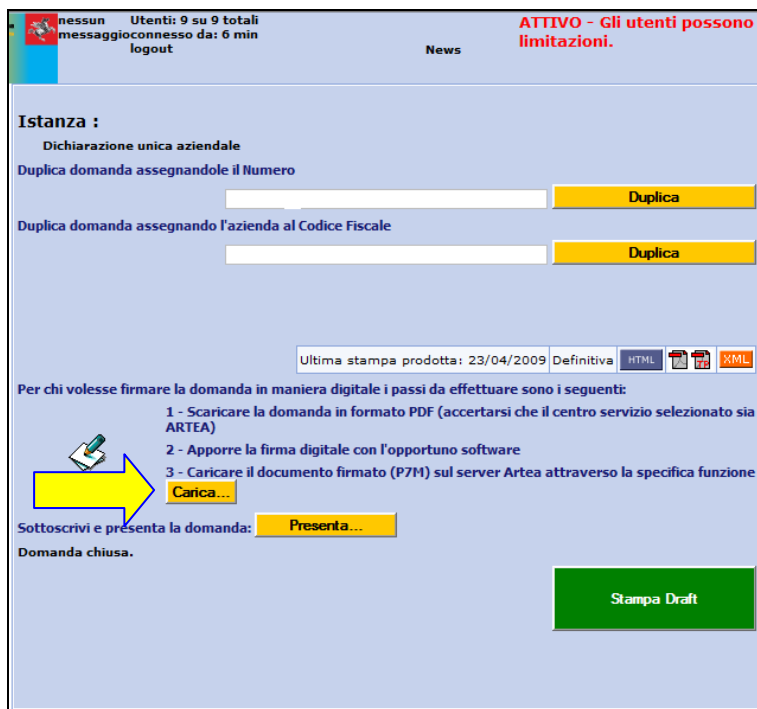 nessun messaggio
Utenti: 9 su 9 totali
connesso da: 6 min
logout
News
ATTIVO - Gli utenti possono
limitazioni.
Istanza :
Dichiarazione unica aziendale
Duplica domanda assegnandole il Numero
Duplica
Duplica domanda assegnando l'azienda al Codice Fiscale
Duplica
Ultima stampa prodotta: 23/04/2009 Definitiva HTML XML
Per chi volesse firmare la domanda in maniera digitale i passi da effettuare sono i seguenti:
1 - Scaricare la domanda in formato PDF (accertarsi che il centro servizio selezionato sia
ARTEA)
2 - Apporre la firma digitale con l'opportuno software
3 - Caricare il documento firmato (P7M) sul server Artea attraverso la specifica funzione
Carica...
Sottoscrivi e presenta la domanda: Presenta...
Domanda chiusa.
Stampa Draft